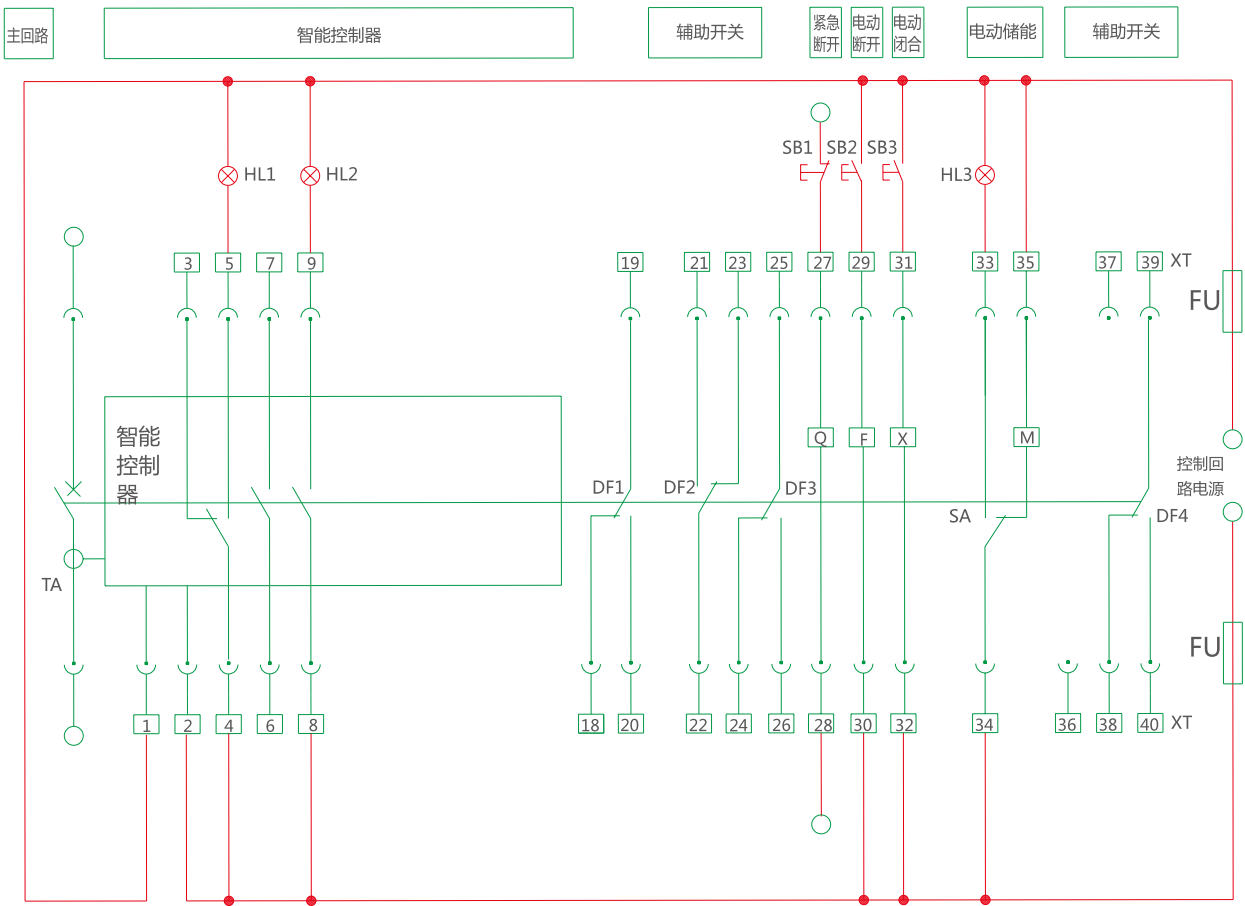 主回路
智能控制器
辅助开关
紧急
断开
电动
断开
电动
闭合
电动储能
辅助开关
SB1
SB2
SB3
HL1
HL2
HL3
3
5
7
9
19
21
23
25
27
29
31
33
35
37
39
XT
FU
智能
控制
器
Q
F
X
M
控制回
路电源
DF1
DF2
DF3
SA
DF4
TA
FU
1
2
4
6
8
18
20
22
24
26
28
30
32
34
36
38
40
XT